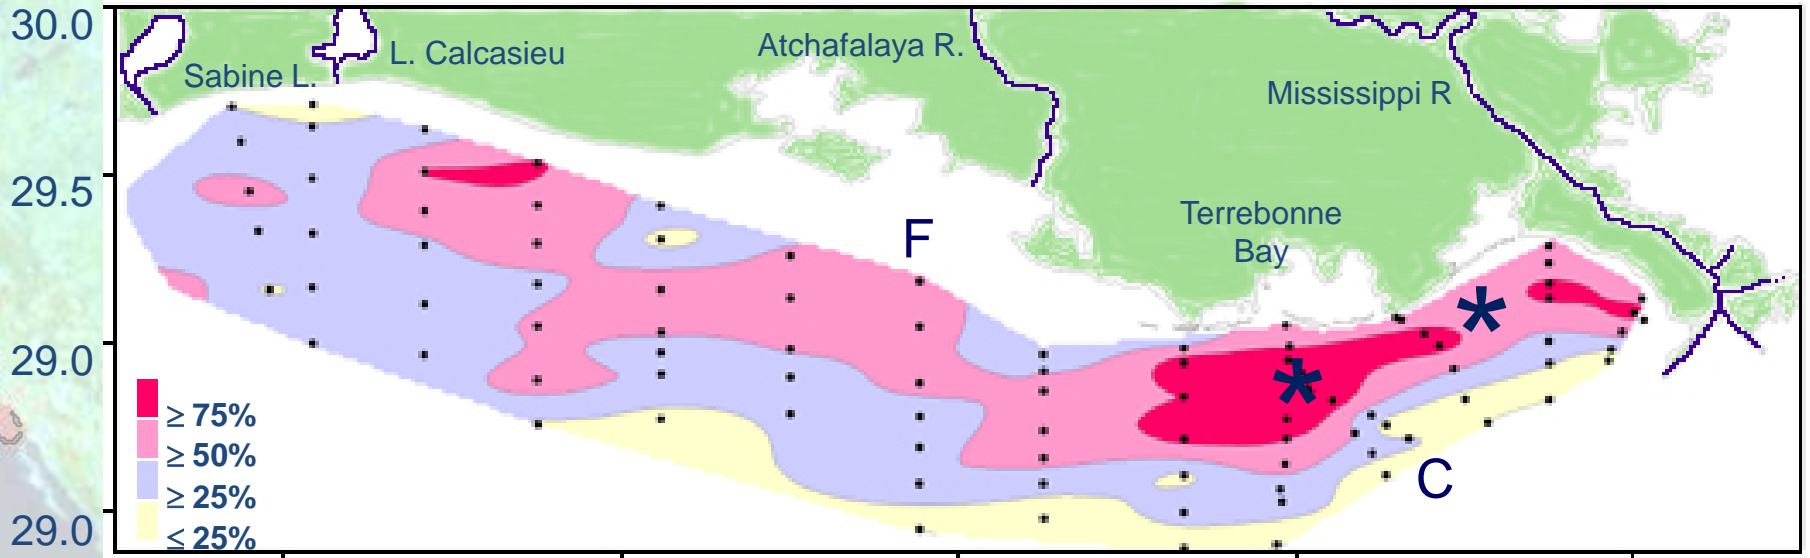 30.0
Atchafalaya R.
L. Calcasieu
Sabine L.
Mississippi R
29.5
Terrebonne
Bay
F
*
29.0
*
≥ 75%
≥ 50%
C
≥ 25%
29.0
≤ 25%